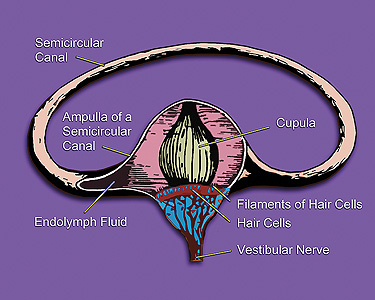 Semicircular
Canal
Ampulla of a
Semicircular
Canal
Cupula
Filaments of Hair Cells
Endolymph Fluid
Hair Cells
Vestibular Nerve